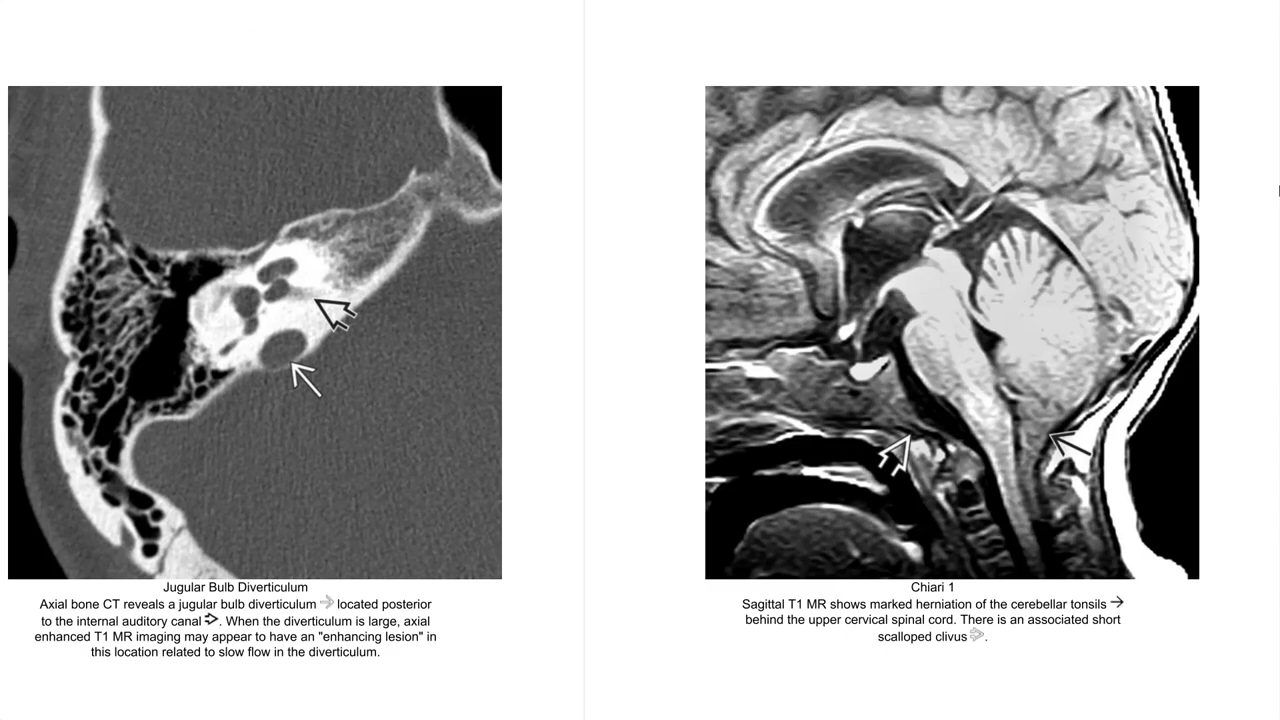 Jugular Bulb Diverticulum
Axial bone CT reveals a jugular bulb diverticulum located posterior
to the internal auditory canal . When the diverticulum is large, axial
enhanced T1 MR imaging may appear to have an "enhancing lesion" in
this location related to slow flow in the diverticulum.
Chiari 1
Sagittal T1 MR shows marked herniation of the cerebellar tonsils
behind the upper cervical spinal cord. There is an associated short
scalloped clivus .